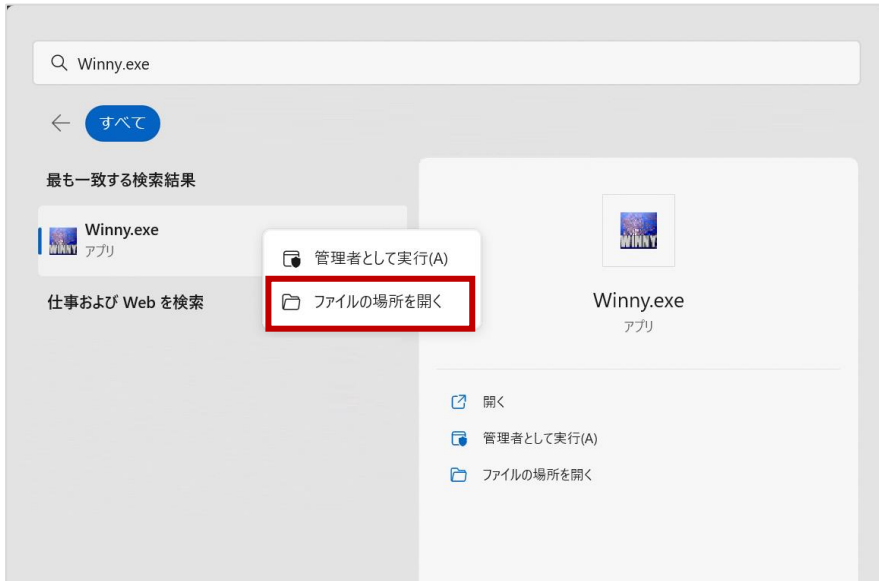 Winny.exe
すべて
最も一致する検索結果
Winny.exe
アプリ
WINNY
管理者として実行(A)
ファイルの場所を開く
仕事および Web を検索
WINNY
Winny.exe
アプリ
開く
管理者として実行(A)
ファイルの場所を開く